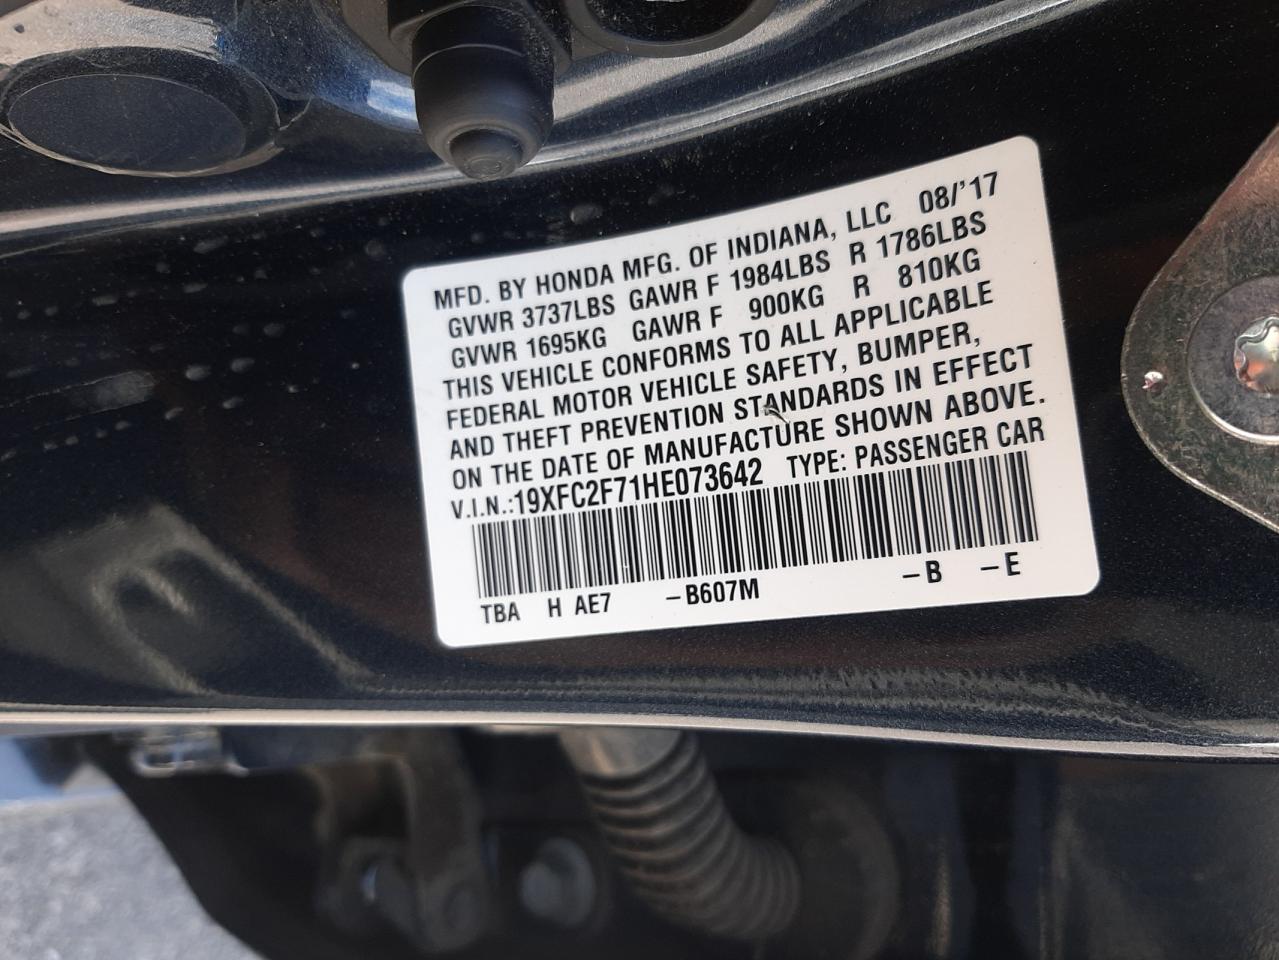 MFD. BY HONDA MFG. OF INDIANA, LLC 08/'17
GVWR 3737LBS GAWR F 1984LBS R 1786LBS
GVWR 1695KG GAWR F 900KG R 810KG
THIS VEHICLE CONFORMS TO ALL APPLICABLE
FEDERAL MOTOR VEHICLE SAFETY, BUMPER,
AND THEFT PREVENTION STANDARDS IN EFFECT
ON THE DATE OF MANUFACTURE SHOWN ABOVE.
V.I.N.:19XFC2F71HE073642 TYPE: PASSENGER CAR
TBA H AE7 -B607M -B -E